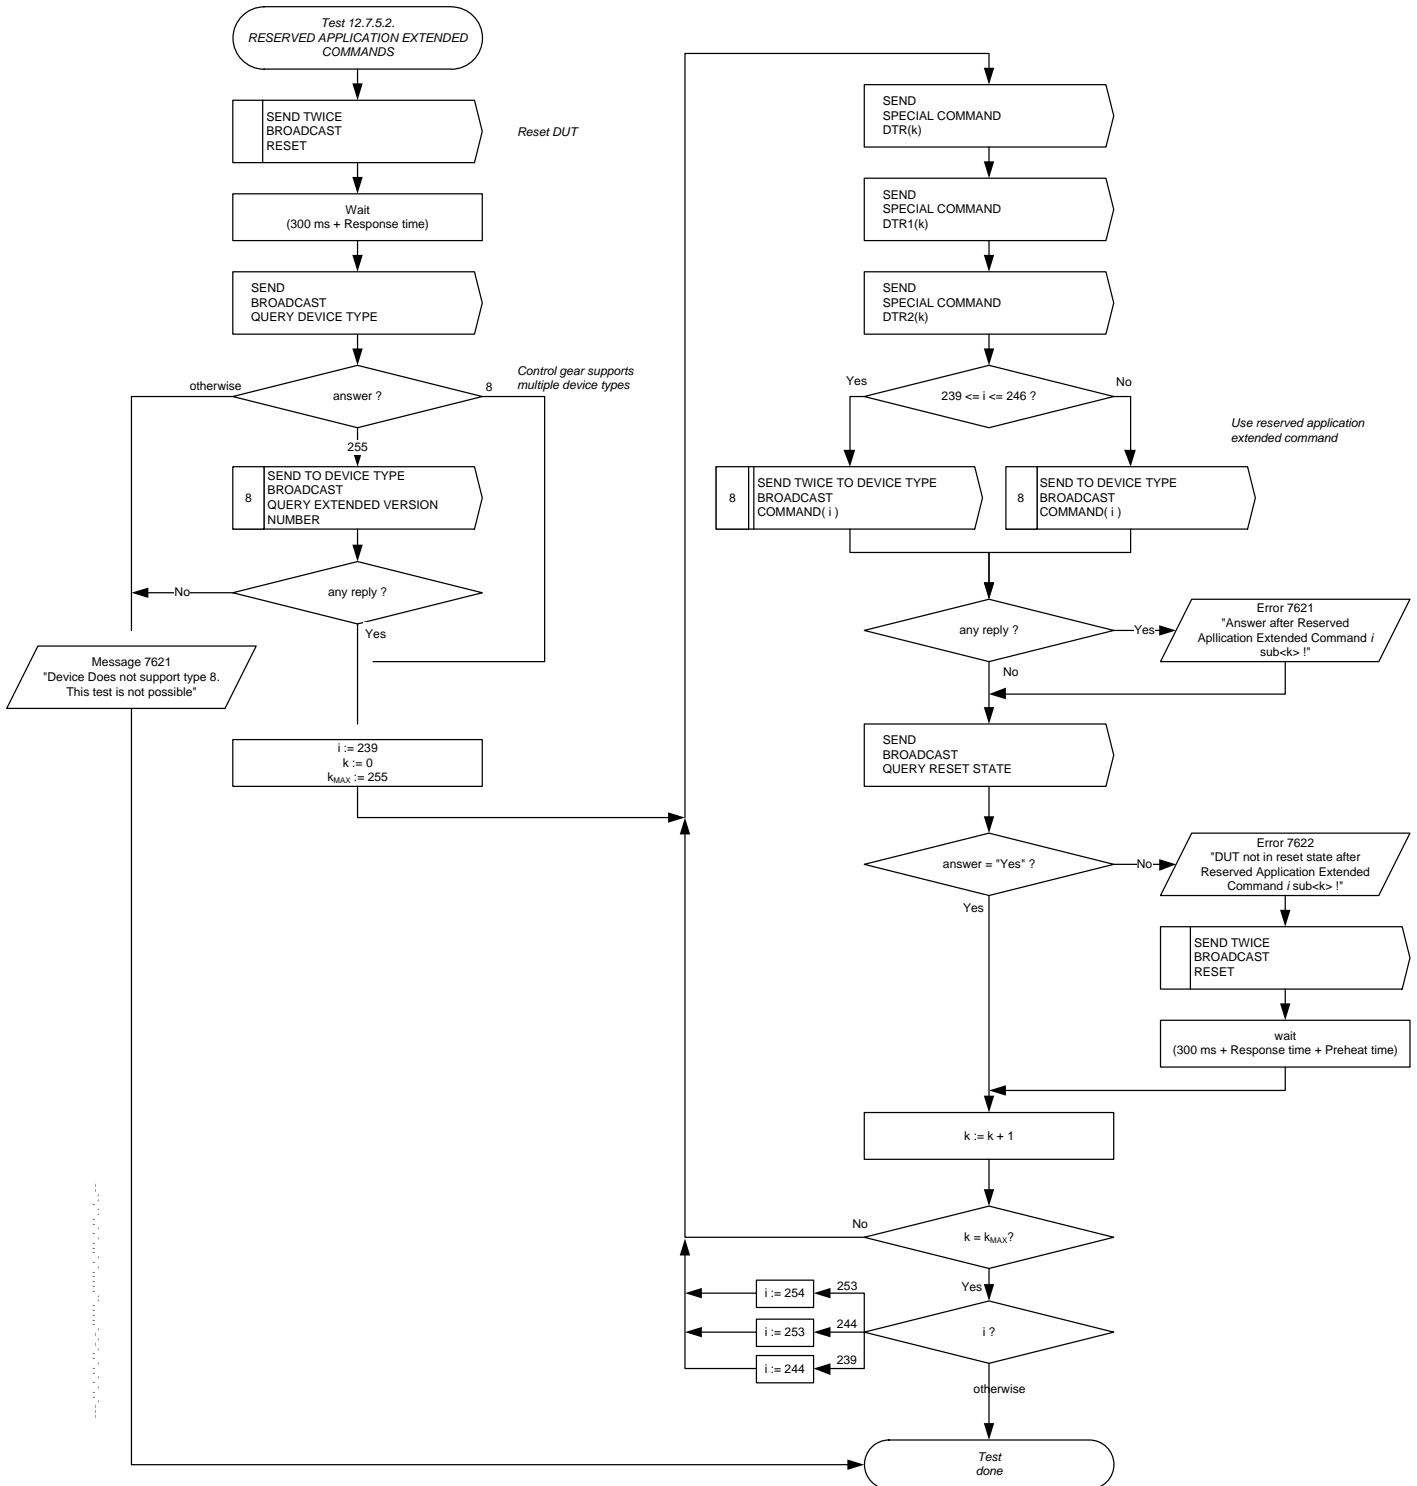 Test 12.7.5.2.
RESERVED APPLICATION EXTENDED
COMMANDS
SEND TWICE
BROADCAST
RESET
Reset DUT
Wait
(300 ms + Response time)
SEND
BROADCAST
QUERY DEVICE TYPE
otherwise
answer ?
8
Control gear supports
multiple device types
255
8
SEND TO DEVICE TYPE
BROADCAST
QUERY EXTENDED VERSION
NUMBER
No
any reply ?
Yes
Message 7621
"Device Does not support type 8.
This test is not possible"
i := 239
k := 0
kMAX := 255
SEND
SPECIAL COMMAND
DTR(k)
SEND
SPECIAL COMMAND
DTR1(k)
SEND
SPECIAL COMMAND
DTR2(k)
Yes
239 <= i <= 246 ?
No
Use reserved application
extended command
8
SEND TWICE TO DEVICE TYPE
BROADCAST
COMMAND( i )
8
SEND TO DEVICE TYPE
BROADCAST
COMMAND( i )
any reply ?
Yes
Error 7621
"Answer after Reserved
Apllication Extended Command i
sub<k> !"
No
SEND
BROADCAST
QUERY RESET STATE
answer = "Yes" ?
No
Error 7622
"DUT not in reset state after
Reserved Application Extended
Command i sub<k> !"
Yes
SEND TWICE
BROADCAST
RESET
wait
(300 ms + Response time + Preheat time)
k := k + 1
No
k = kMAX?
Yes
253
i := 254
244
i := 253
i ?
239
i := 244
otherwise
Test
done